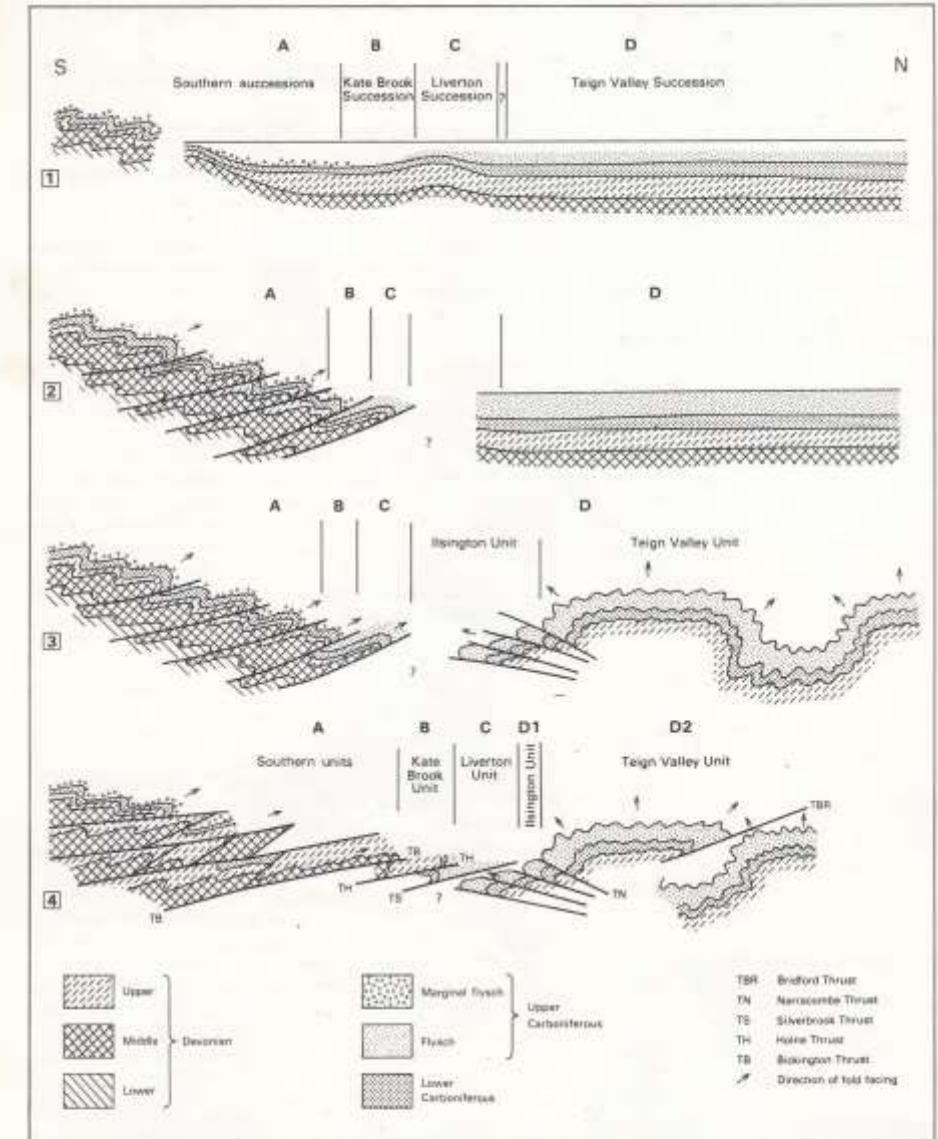 A B C D
S N
Southern successions Kate Brook Succession Liverton Succession ? Teign Valley Succession
1
A B C D
2
?
A B C D
Ilsington Unit Teign Valley Unit
3
?
A B C D1 D2
Southern units Kate Brook Unit Liverton Unit Ilsington Unit Teign Valley Unit
TBR
TB TH
TH
TS ? TN
4
TB
Upper
Middle
Lower
Devonian
Marginal flysch
Flysch
Upper Carboniferous
Lower Carboniferous
TBR Bridford Thrust
TN Narracombe Thrust
TS Silverbrook Thrust
TH Holne Thrust
TB Bickington Thrust
Direction of fold facing